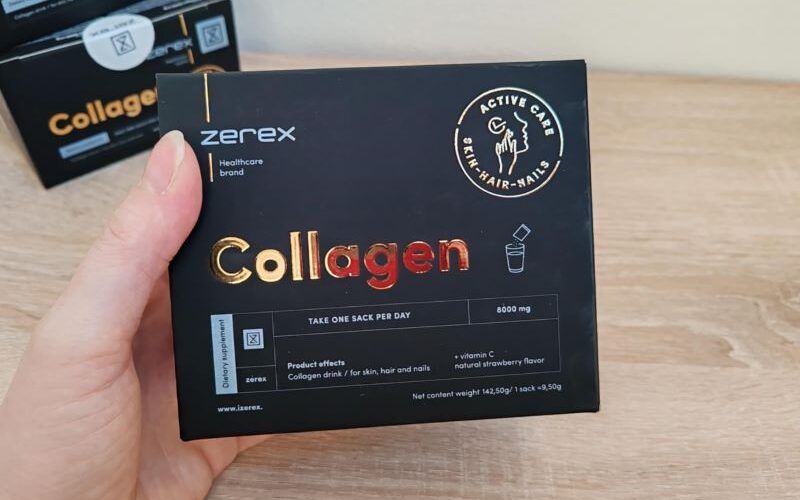 zerex
Collagen
zerex
Healthcare
brand
ACTIVE CARE
SKIN-HAIR-NAILS
Collagen
TAKE ONE SACK PER DAY
8000 mg
Dietary supplement
zerex
Product effects
Collagen drink / for skin, hair and nails
+ vitamin C
natural strawberry flavor
www.izerex.
Net content weight 142,50g/ 1 sack =9,50g